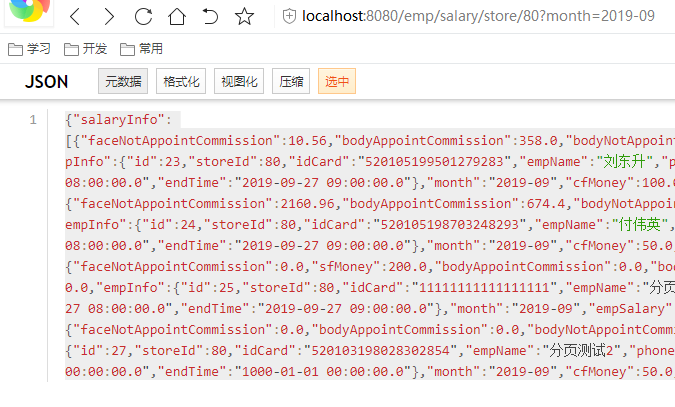 localhost:8080/emp/salary/store/80?month=2019-09
学习 开发 常用
JSON 元数据 格式化 视图化 压缩 选中
1 {"salaryInfo":
[{"faceNotAppointCommission":10.56,"bodyAppointCommission":358.0,"bodyNotAppoint
pInfo":{"id":23,"storeId":80,"idCard":"520105199501279283","empName":"刘东升","p
08:00:00.0","endTime":"2019-09-27 09:00:00.0"},"month":"2019-09","cfMoney":100.0
{"faceNotAppointCommission":2160.96,"bodyAppointCommission":674.4,"bodyNotAppoin
empInfo":{"id":24,"storeId":80,"idCard":"520105198703248293","empName":"付伟英",
08:00:00.0","endTime":"2019-09-27 09:00:00.0"},"month":"2019-09","cfMoney":50.0,
{"faceNotAppointCommission":0.0,"sfMoney":200.0,"bodyAppointCommission":0.0,"bod
0.0,"empInfo":{"id":25,"storeId":80,"idCard":"11111111111111111","empName":"分页
27 08:00:00.0","endTime":"2019-09-27 09:00:00.0"},"month":"2019-09","empSalary"
{"faceNotAppointCommission":0.0,"bodyAppointCommission":0.0,"bodyNotAppointCommi
{"id":27,"storeId":80,"idCard":"520103198028302854","empName":"分页测试2","phone
00:00:00.0","endTime":"1000-01-01 00:00:00.0"},"month":"2019-09","cfMoney":50.0,